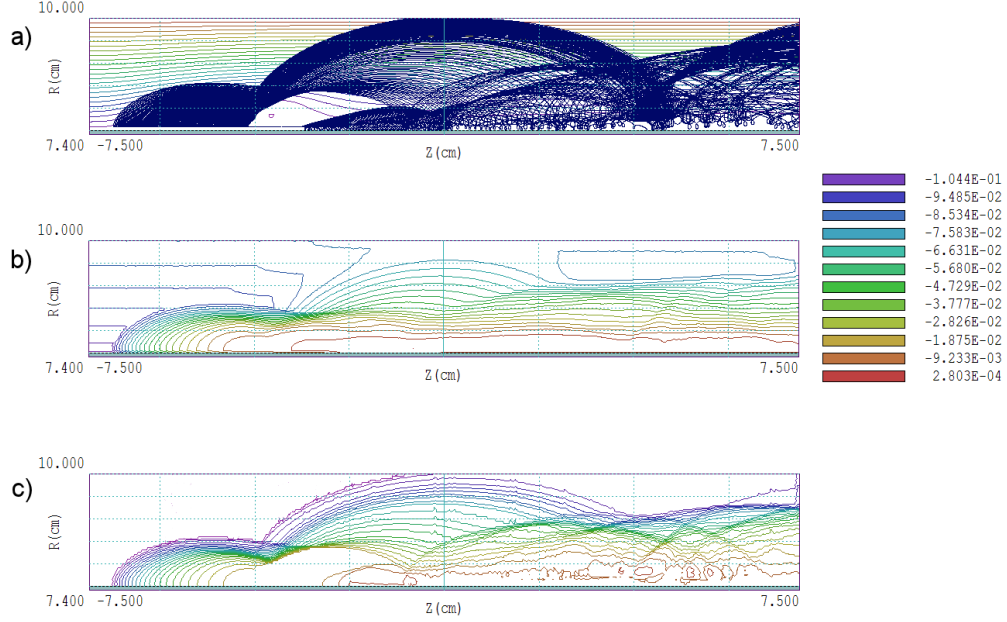 10.000
a)
R(cm)
7.400 -7.500 Z(cm) 7.500
10.000
b)
R(cm)
7.400 -7.500 Z(cm) 7.500
-1.044E-01
-9.485E-02
-8.534E-02
-7.583E-02
-6.631E-02
-5.680E-02
-4.729E-02
-3.777E-02
-2.826E-02
-1.875E-02
-9.233E-03
2.803E-04
10.000
c)
R(cm)
7.400 -7.500 Z(cm) 7.500